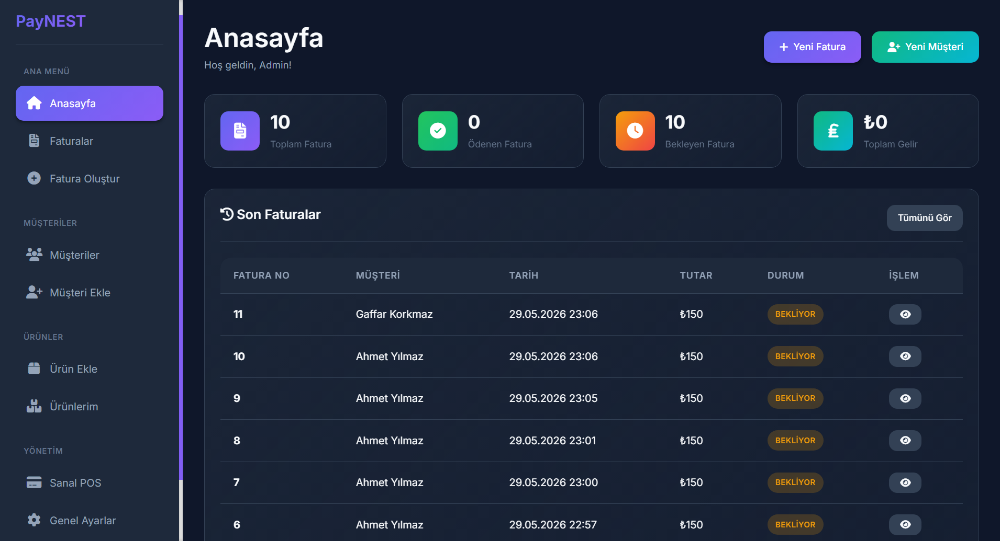 PayNEST
ANA MENÜ
Anasayfa
Faturalar
Fatura Oluştur
MÜŞTERİLER
Müşteriler
Müşteri Ekle
ÜRÜNLER
Ürün Ekle
Ürünlerim
YÖNETİM
Sanal POS
Genel Ayarlar
Anasayfa
Hoş geldin, Admin!
Yeni Fatura
Yeni Müşteri
10
Toplam Fatura
0
Ödenen Fatura
10
Bekleyen Fatura
₺0
Toplam Gelir
Son Faturalar
Tümünü Gör
FATURA NO MÜŞTERİ TARİH TUTAR DURUM İŞLEM
11 Gaffar Korkmaz 29.05.2026 23:06 ₺150 BEKLİYOR
10 Ahmet Yılmaz 29.05.2026 23:06 ₺150 BEKLİYOR
9 Ahmet Yılmaz 29.05.2026 23:05 ₺150 BEKLİYOR
8 Ahmet Yılmaz 29.05.2026 23:01 ₺150 BEKLİYOR
7 Ahmet Yılmaz 29.05.2026 23:00 ₺150 BEKLİYOR
6 Ahmet Yılmaz 29.05.2026 22:57 ₺150 BEKLİYOR